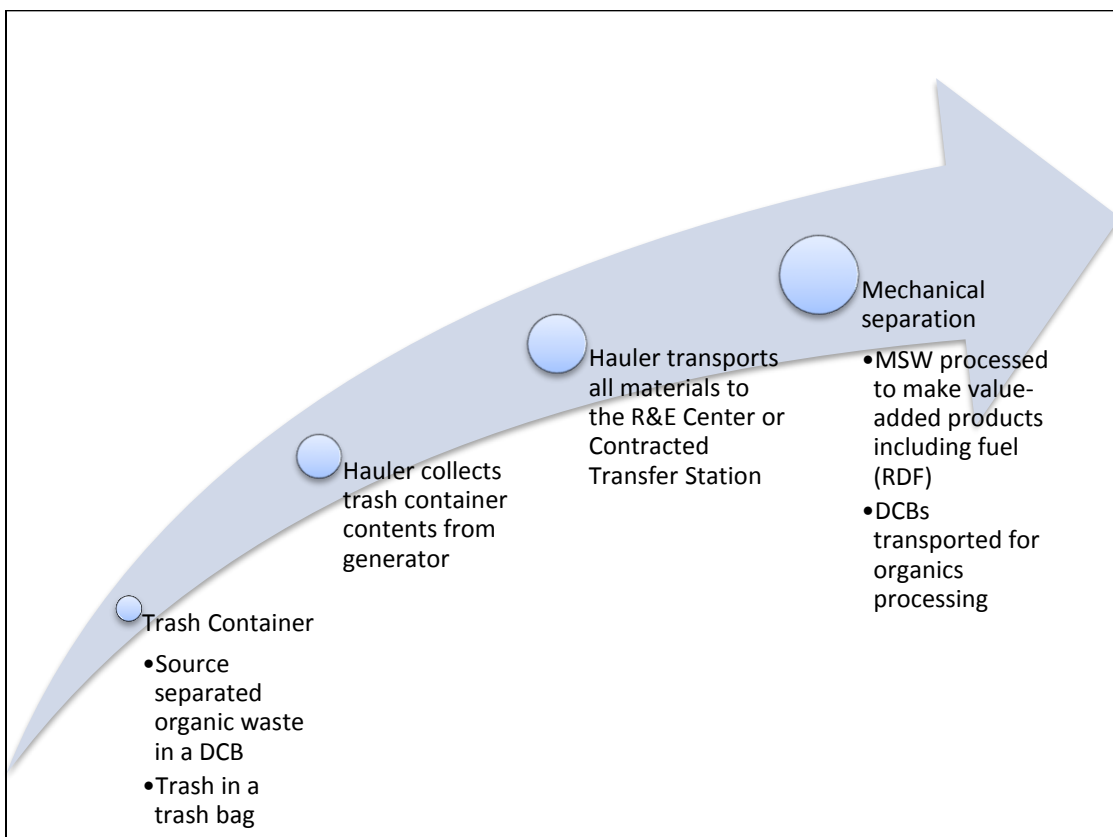 Trash Container
•Source
separated
organic waste
in a DCB
•Trash in a
trash bag
Hauler collects
trash container
contents from
generator
Hauler transports
all materials to
the R&E Center or
Contracted
Transfer Station
Mechanical
separation
•MSW processed
to make value-
added products
including fuel
(RDF)
•DCBs
transported for
organics
processing